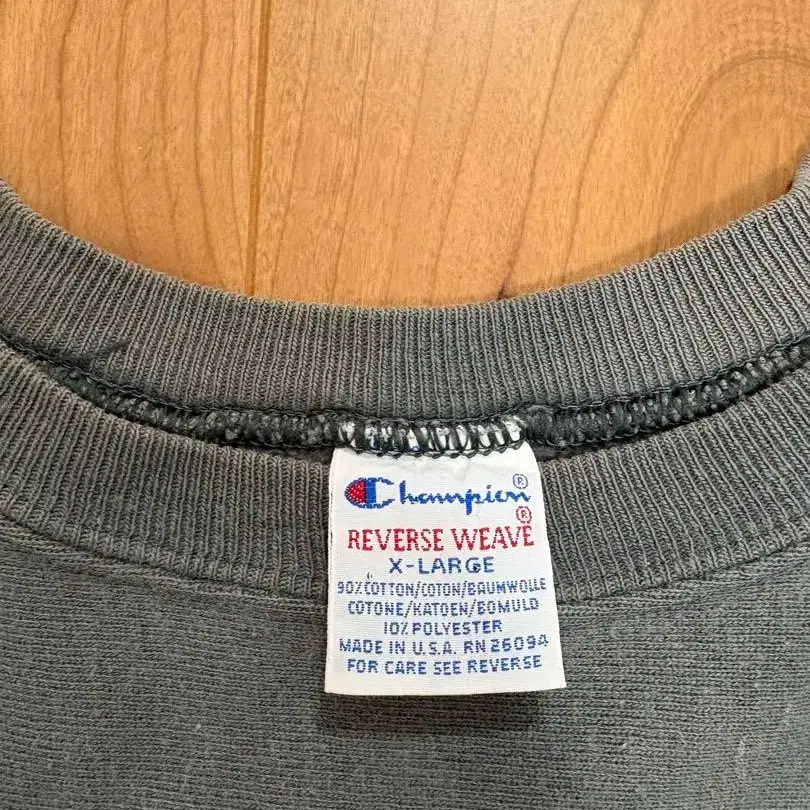 Champion®
REVERSE WEAVE®
X-LARGE
90% COTTON/COTON/BAUMWOLLE
COTONE/KATOEN/BOMULD
10% POLYESTER
MADE IN U.S.A. RN 26094
FOR CARE SEE REVERSE